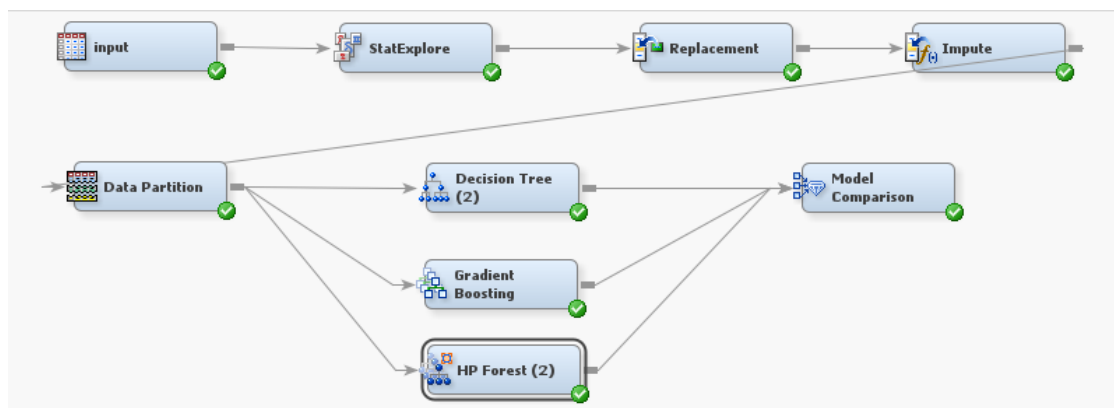 input
StatExplore
Replacement
Impute
Data Partition
Decision Tree
(2)
Model
Comparison
Gradient
Boosting
HP Forest (2)